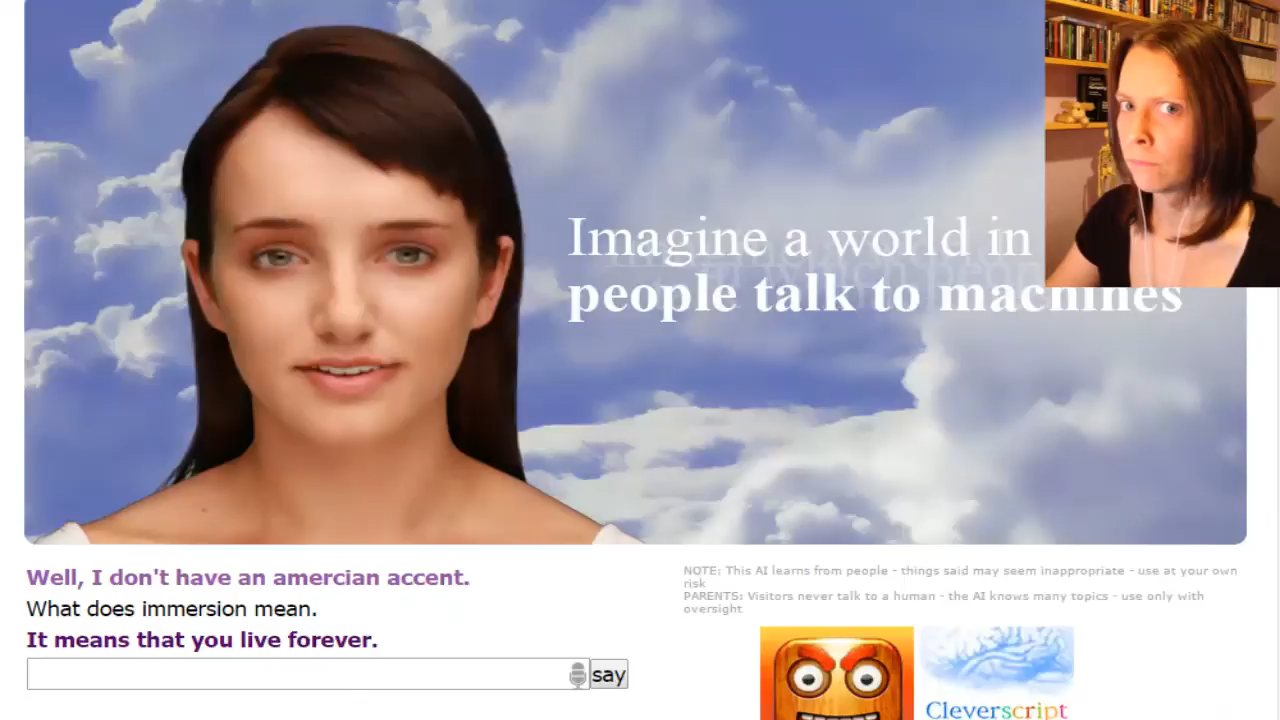 Imagine a world in
people talk to machines
Well, I don't have an amercian accent.
What does immersion mean.
It means that you live forever.
say
NOTE: This AI learns from people - things said may seem inappropriate - use at your own
risk
PARENTS: Visitors never talk to a human - the AI knows many topics - use only with
oversight
Cleverscript